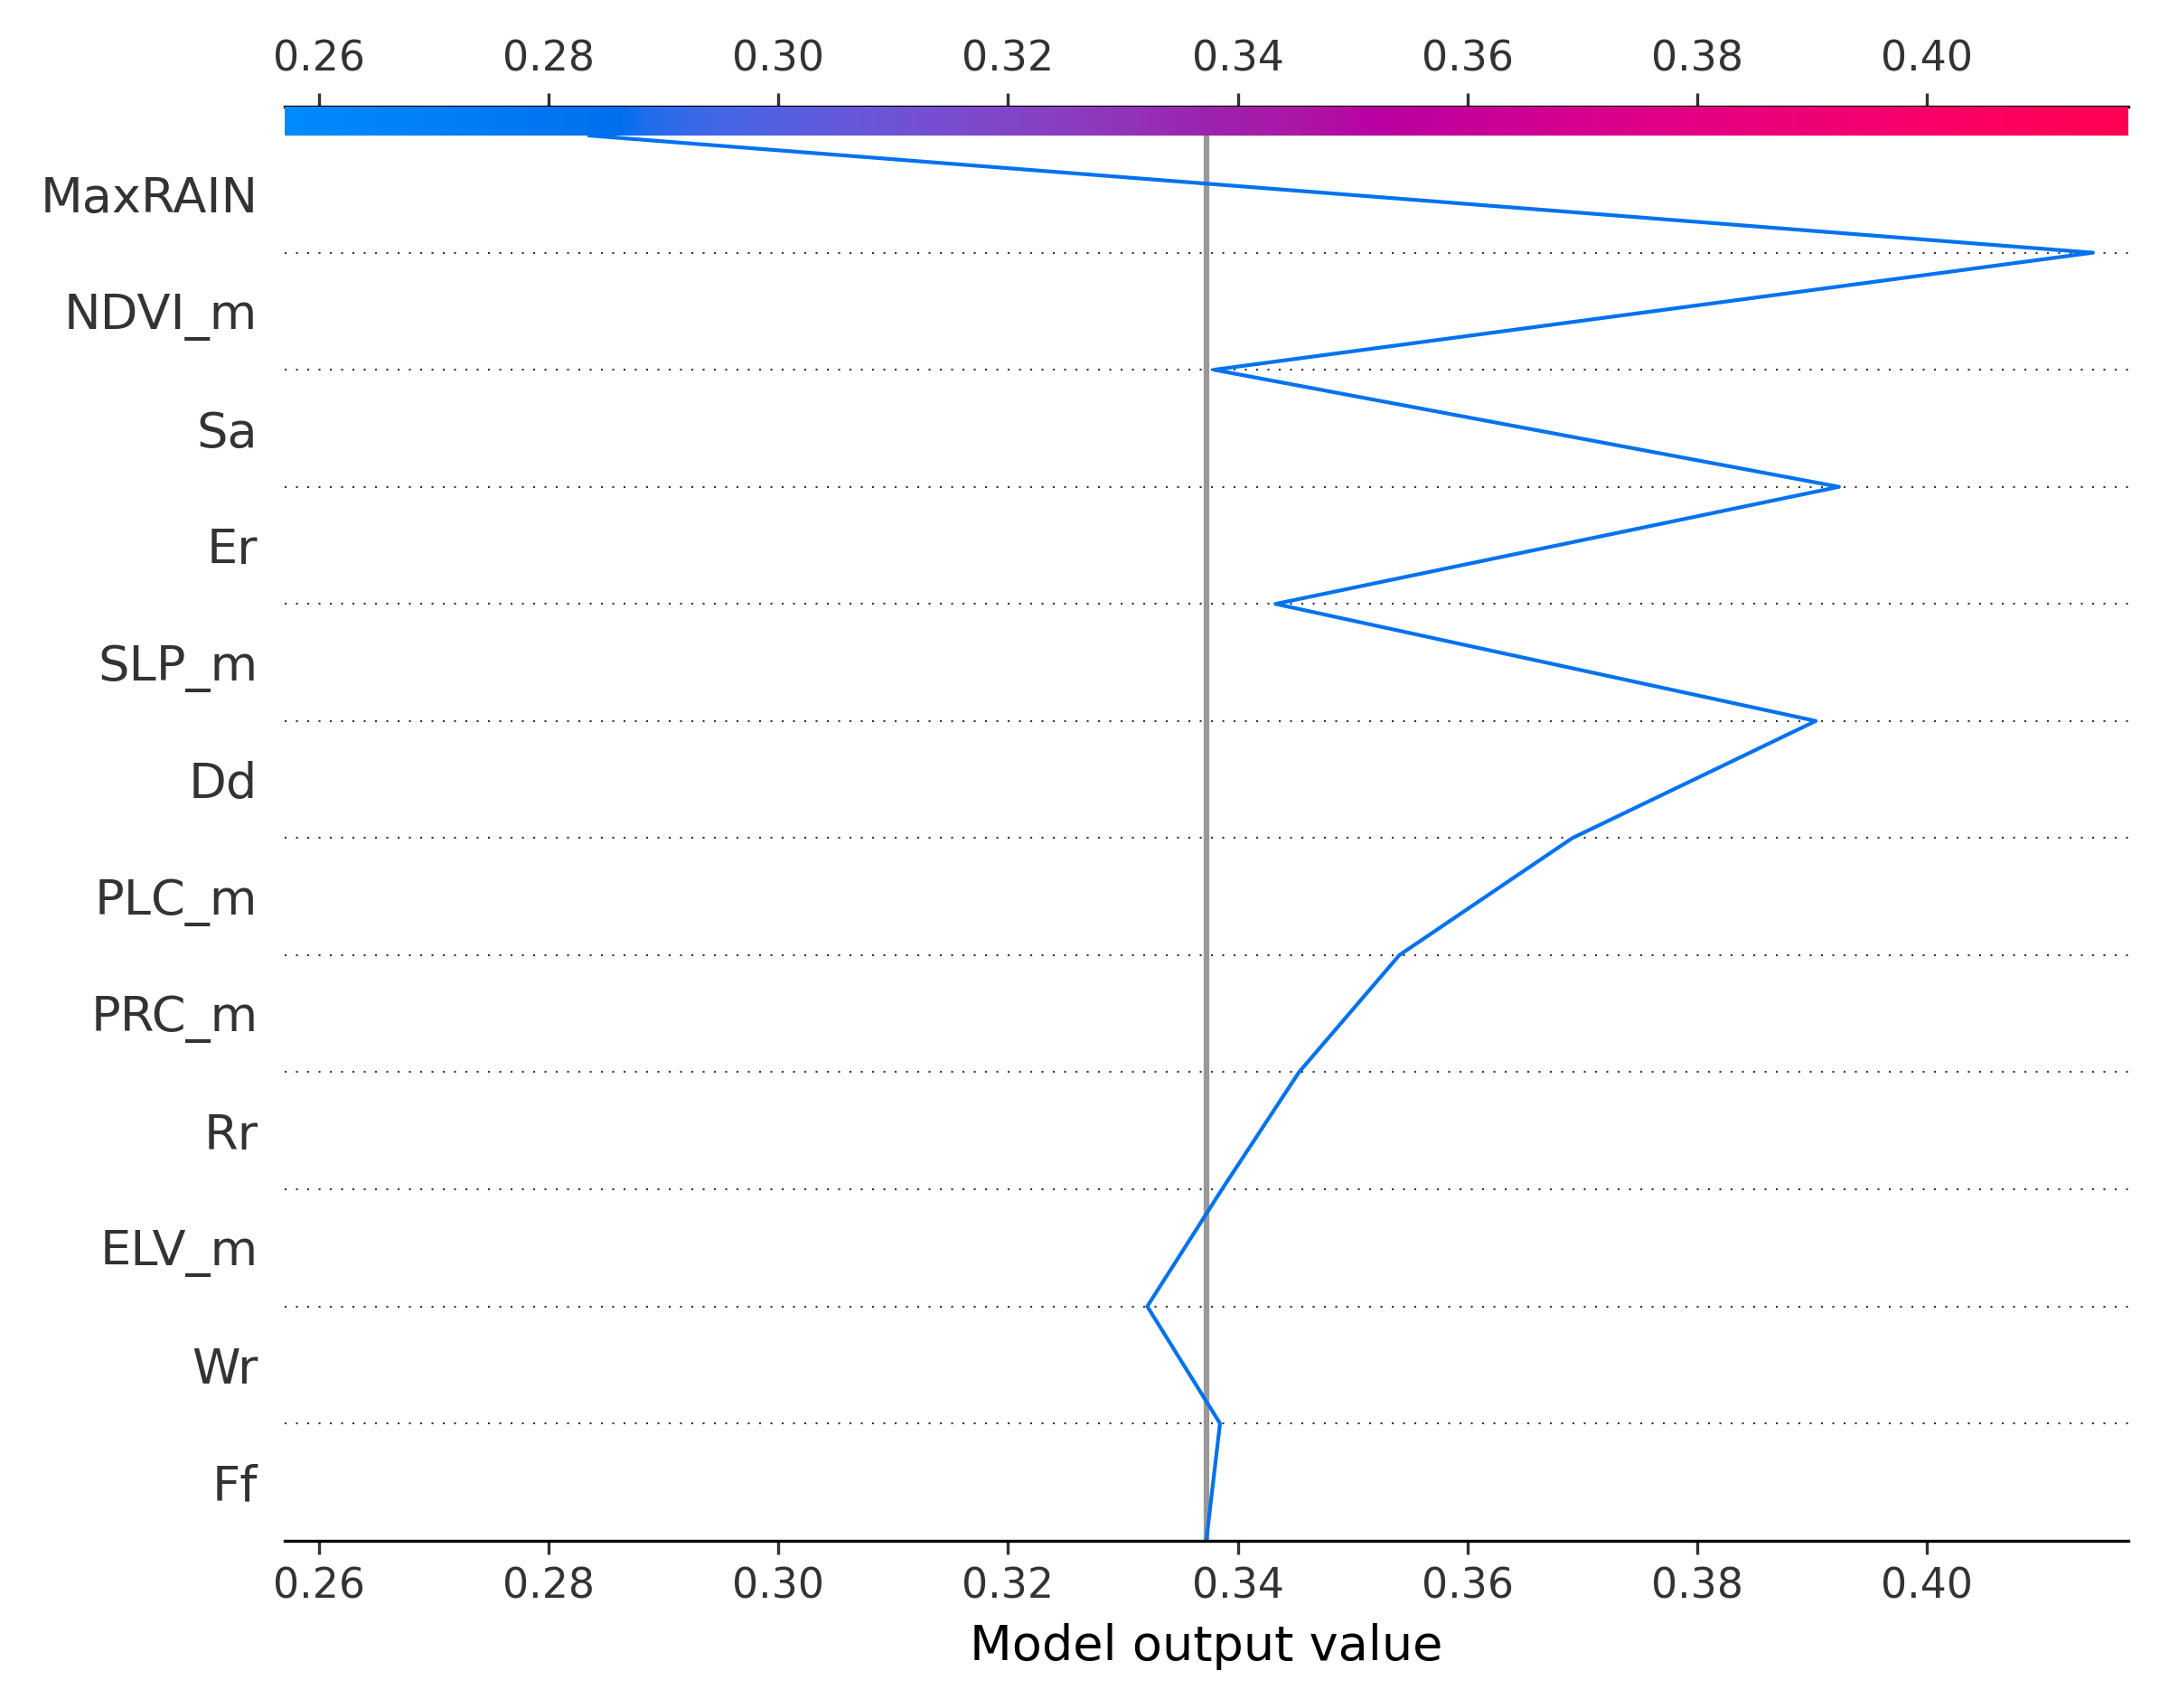 0.26 0.28 0.30 0.32 0.34 0.36 0.38 0.40
MaxRAIN
NDVI_m
Sa
Er
SLP_m
Dd
PLC_m
PRC_m
Rr
ELV_m
Wr
Ff
0.26 0.28 0.30 0.32 0.34 0.36 0.38 0.40
Model output value